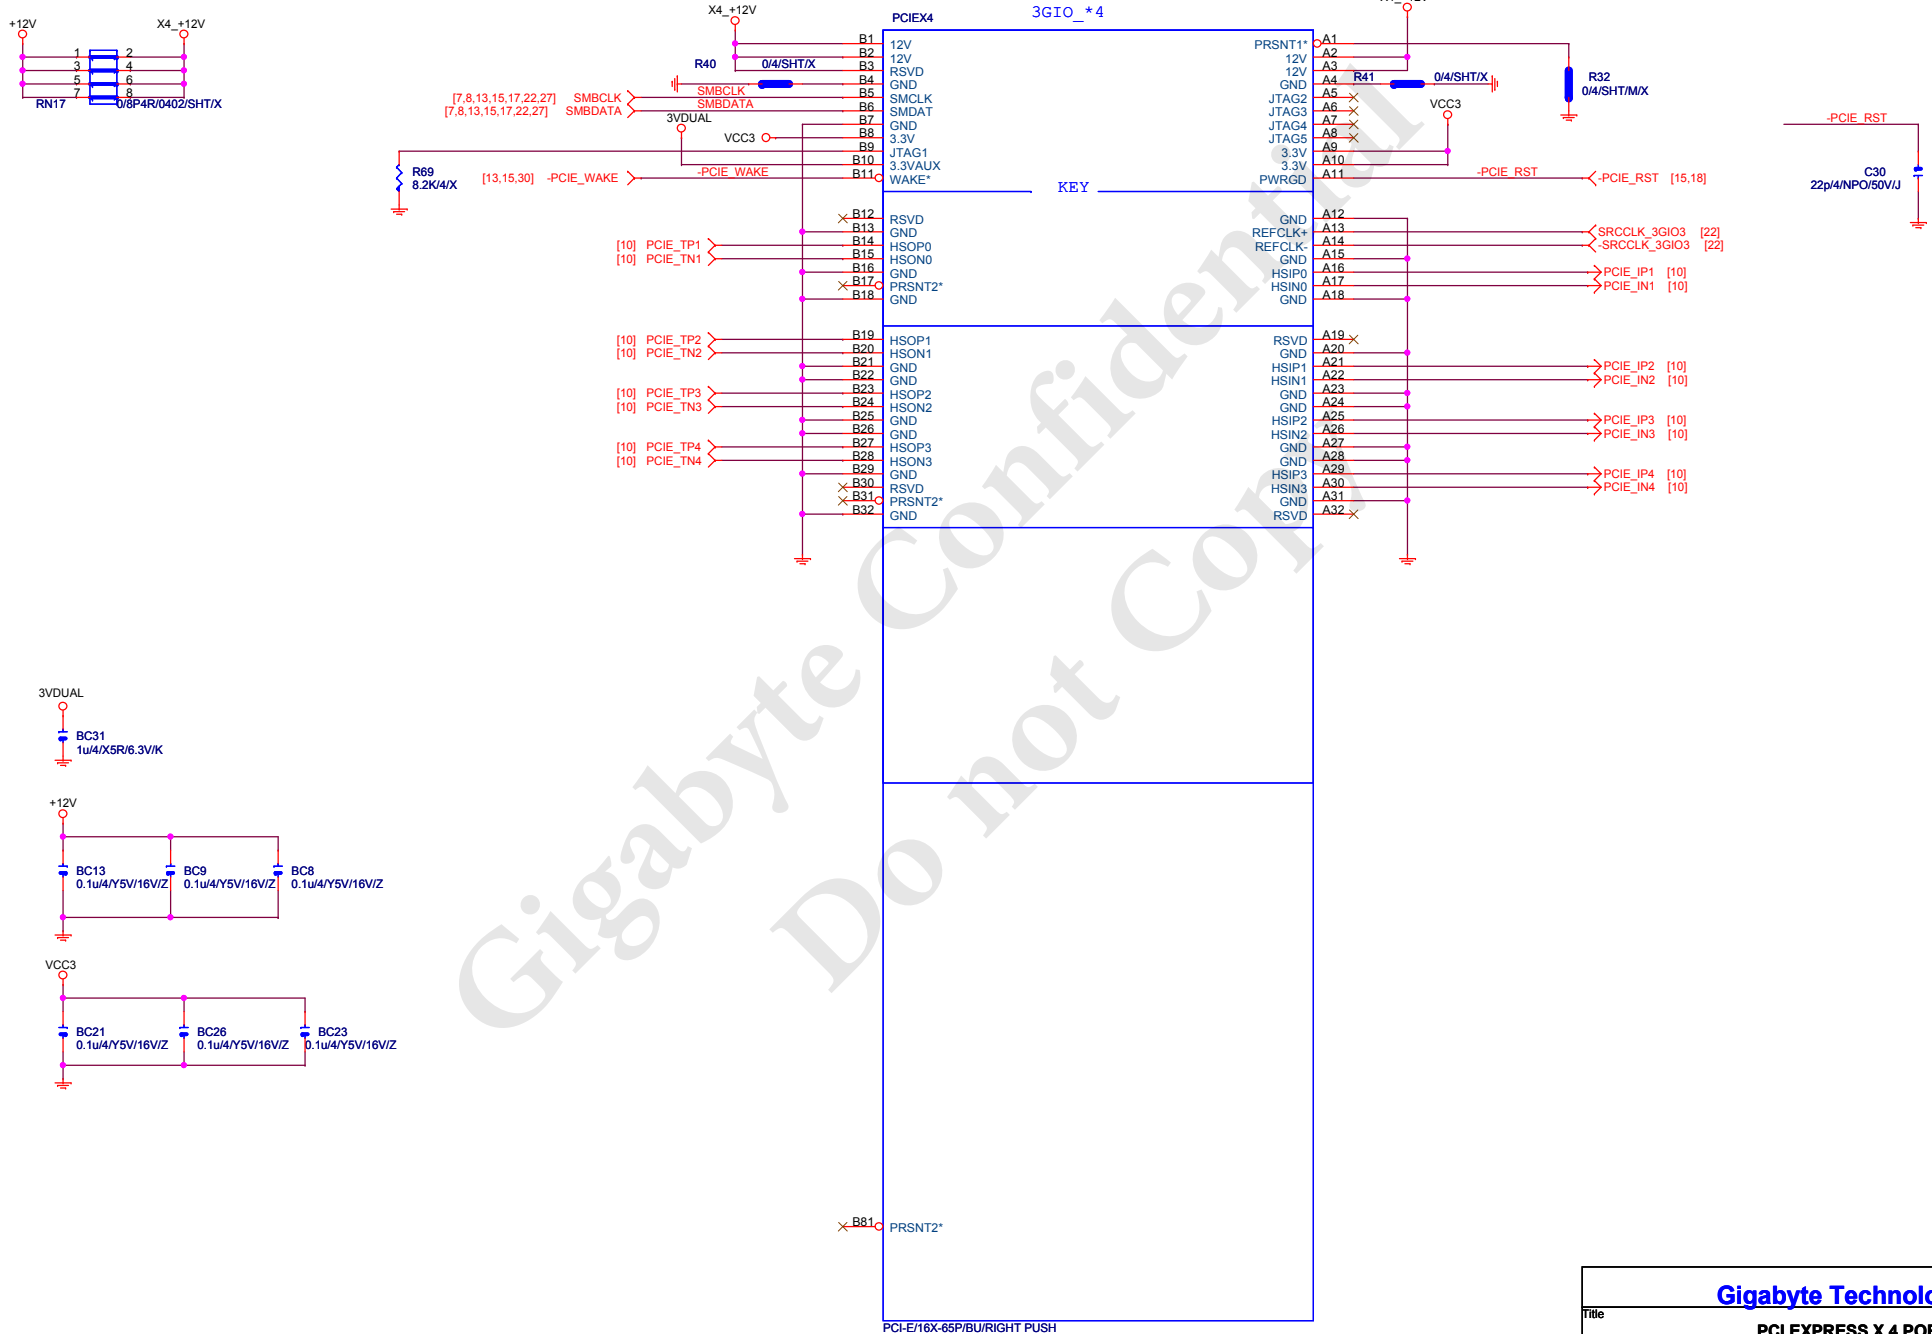 +12V
X4_+12V
1
2
3
4
5
6
7
8
RN17
0/8P4R/0402/SHT/X
X4_+12V
PCIEX4
3GIO_*4
R40
0/4/SHT/X
[7,8,13,15,17,22,27] SMBCLK
SMBCLK
[7,8,13,15,17,22,27] SMBDATA
SMBDATA
3VDUAL
VCC3
R69
8.2K/4/X
[13,15,30] -PCIE_WAKE
-PCIE_WAKE
B1 12V
B2 12V
B3 RSVD
B4 GND
B5 SMCLK
B6 SMDAT
B7 GND
B8 3.3V
B9 JTAG1
B10 3.3VAUX
B11 WAKE*
KEY
PRSNT1* A1
12V A2
12V A3
GND A4
JTAG2 A5
JTAG3 A6
JTAG4 A7
JTAG5 A8
3.3V A9
3.3V A10
PWRGD A11
R41
0/4/SHT/X
VCC3
R32
0/4/SHT/M/X
-PCIE_RST
-PCIE_RST [15,18]
-PCIE_RST
C30
22p/4/NPO/50V/J
B12 RSVD
B13 GND
[10] PCIE_TP1 B14 HSOP0
[10] PCIE_TN1 B15 HSON0
B16 GND
B17 PRSNT2*
B18 GND
GND A12
REFCLK+ A13 SRCCLK_3GIO3 [22]
REFCLK- A14 -SRCCLK_3GIO3 [22]
GND A15
HSIP0 A16 PCIE_IP1 [10]
HSIN0 A17 PCIE_IN1 [10]
GND A18
[10] PCIE_TP2 B19 HSOP1
[10] PCIE_TN2 B20 HSON1
B21 GND
B22 GND
[10] PCIE_TP3 B23 HSOP2
[10] PCIE_TN3 B24 HSON2
B25 GND
B26 GND
[10] PCIE_TP4 B27 HSOP3
[10] PCIE_TN4 B28 HSON3
B29 GND
B30 RSVD
B31 PRSNT2*
B32 GND
RSVD A19
GND A20
HSIP1 A21 PCIE_IP2 [10]
HSIN1 A22 PCIE_IN2 [10]
GND A23
GND A24
HSIP2 A25 PCIE_IP3 [10]
HSIN2 A26 PCIE_IN3 [10]
GND A27
GND A28
HSIP3 A29 PCIE_IP4 [10]
HSIN3 A30 PCIE_IN4 [10]
GND A31
RSVD A32
Gigabyte Confidential
Do not Copy
3VDUAL
BC31
1u/4/X5R/6.3V/K
+12V
BC13
0.1u/4/Y5V/16V/Z
BC9
0.1u/4/Y5V/16V/Z
BC8
0.1u/4/Y5V/16V/Z
VCC3
BC21
0.1u/4/Y5V/16V/Z
BC26
0.1u/4/Y5V/16V/Z
BC23
0.1u/4/Y5V/16V/Z
B81 PRSNT2*
PCI-E/16X-65P/BU/RIGHT PUSH
Gigabyte Technolo
Title
PCI EXPRESS X 4